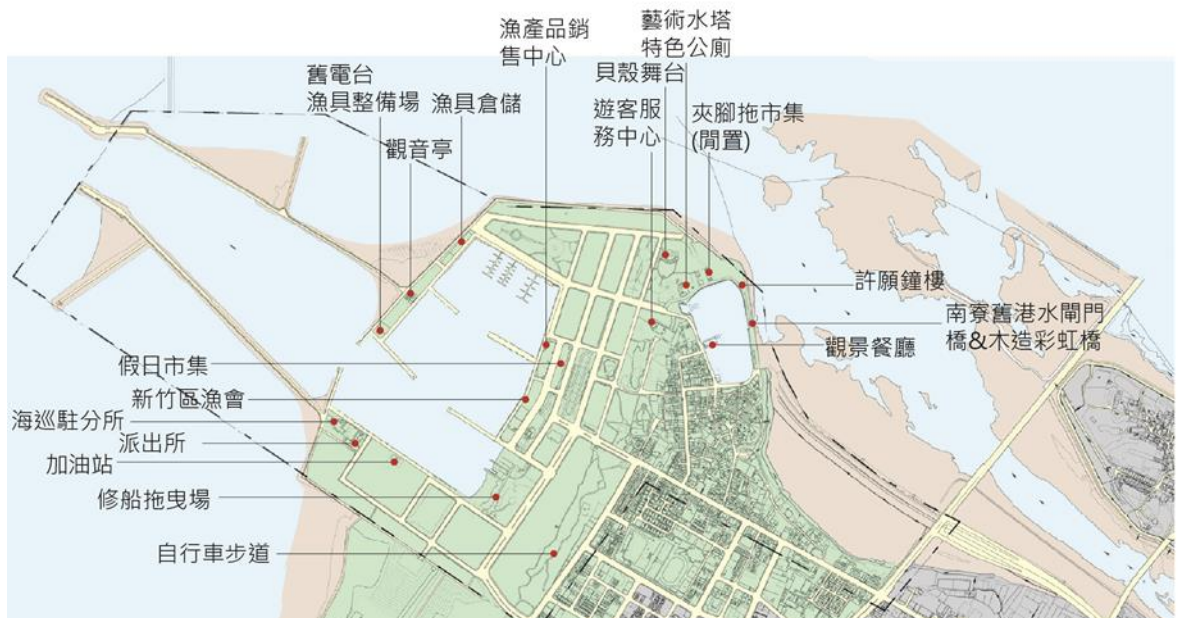 藝術水塔
特色公廁
漁產品銷
售中心
貝殼舞台
舊電台
漁具整備場
漁具倉儲
遊客服
務中心
夾腳拖市集
(閒置)
觀音亭
許願鐘樓
南寮舊港水閘門
橋&木造彩虹橋
觀景餐廳
假日市集
新竹區漁會
海巡駐分所
派出所
加油站
修船拖曳場
自行車步道